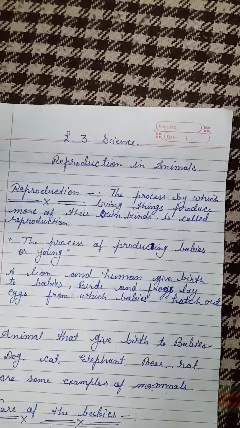 2.3 Science.
Reproduction in Animals
Reproduction :- The process by which
living things produce
more of their own kinds is called
reproduction.
The process of producing babies
or young
A lion and human give birth
to babies, birds and frogs lay
eggs from which babies hatch out
Animal that give birth to Babies
Dog, cat, Elephant Deer, rat
are some examples of mammals
Care of the babies -